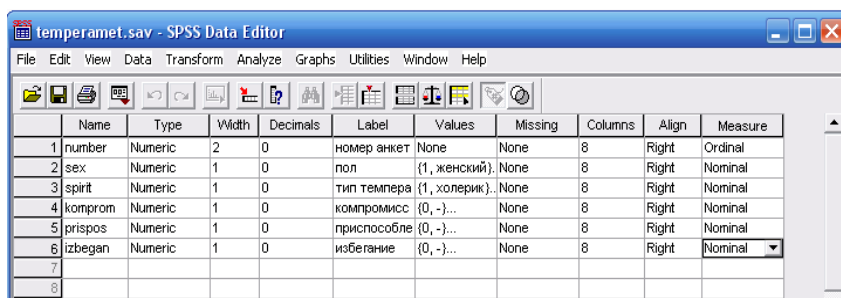 temperamet.sav - SPSS Data Editor
File Edit View Data Transform Analyze Graphs Utilities Window Help
Name Type Width Decimals Label Values Missing Columns Align Measure
1 number Numeric 2 0 номер анкет None None 8 Right Ordinal
2 sex Numeric 1 0 пол {1, женский}. None 8 Right Nominal
3 spirit Numeric 1 0 тип темпера {1, холерик}.. None 8 Right Nominal
4 komprom Numeric 1 0 компромисс {0, -}... None 8 Right Nominal
5 prispos Numeric 1 0 приспособле {0, -}... None 8 Right Nominal
6 izbegan Numeric 1 0 избегание {0, -}... None 8 Right Nominal
7
8